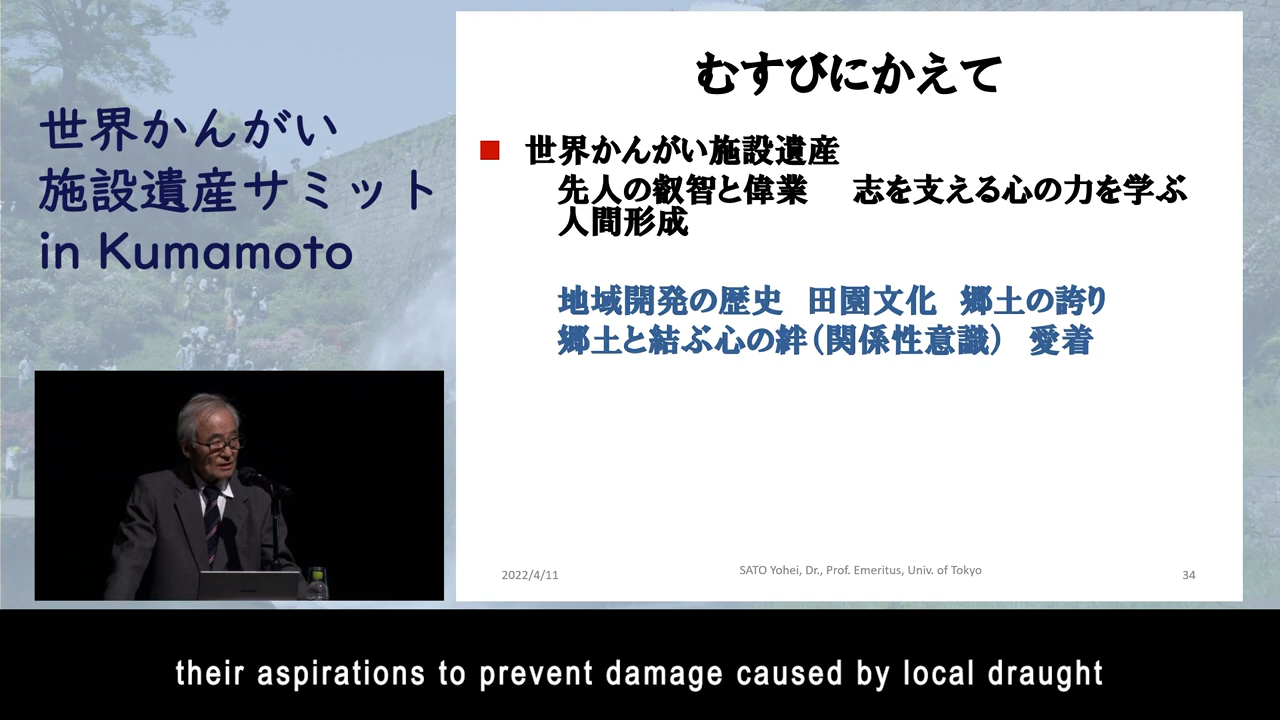 世界かんがい
施設遺産サミット
in Kumamoto
むすびにかえて
世界かんがい施設遺産
先人の叡智と偉業 志を支える心の力を学ぶ
人間形成
地域開発の歴史 田園文化 郷土の誇り
郷土と結ぶ心の絆(関係性意識) 愛着
2022/4/11
SATO Yohei, Dr., Prof. Emeritus, Univ. of Tokyo
34
their aspirations to prevent damage caused by local draught